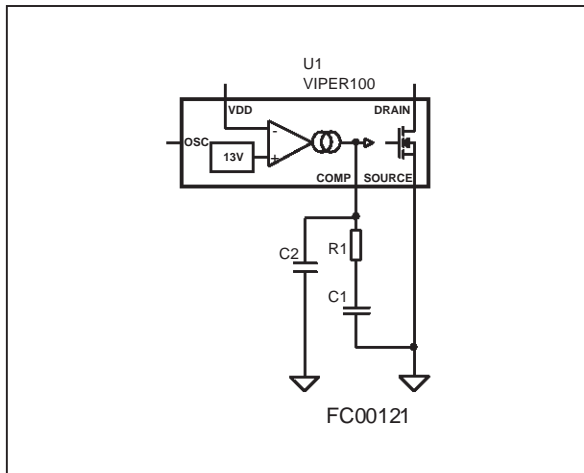 U1
VIPER100
VDD
DRAIN
OSC
-
13V
+
COMP
SOURCE
C2
R1
C1
FC00121